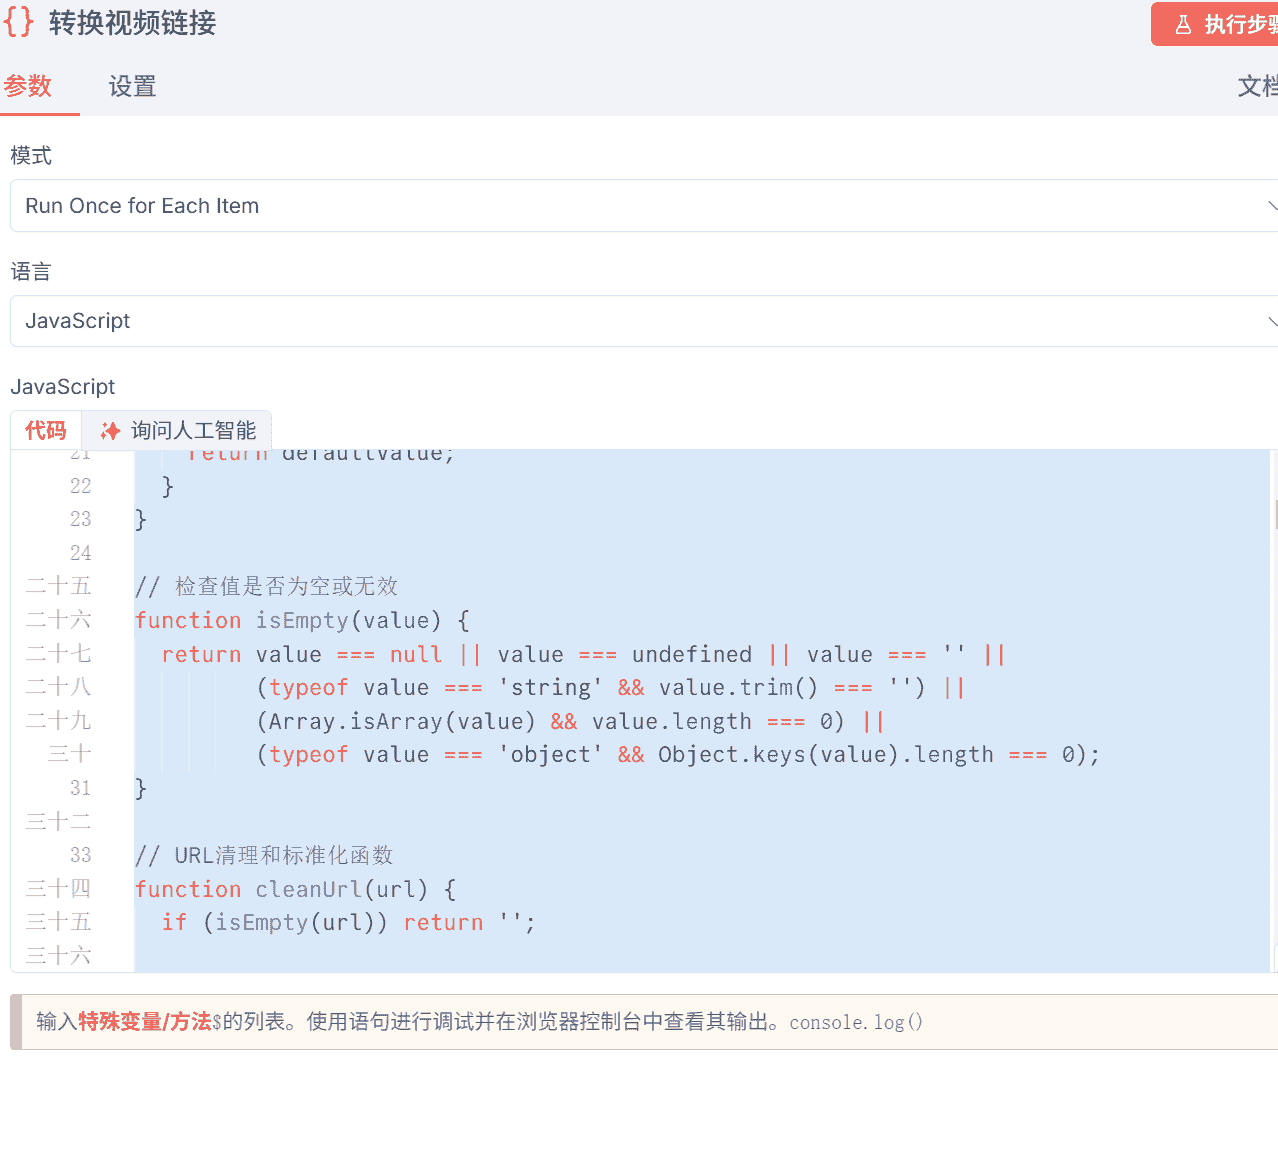 {} 转换视频链接
执行步骤
参数 设置
文档
模式
Run Once for Each Item
语言
JavaScript
JavaScript
代码 询问人工智能
21 return defaultValue;
22 }
23 }
24
二十五 // 检查值是否为空或无效
二十六 function isEmpty(value) {
二十七 return value === null || value === undefined || value === '' ||
二十八 (typeof value === 'string' && value.trim() === '') ||
二十九 (Array.isArray(value) && value.length === 0) ||
三十 (typeof value === 'object' && Object.keys(value).length === 0);
31 }
三十二
33 // URL清理和标准化函数
三十四 function cleanUrl(url) {
三十五 if (isEmpty(url)) return '';
三十六
输入特殊变量/方法$的列表。使用语句进行调试并在浏览器控制台中查看其输出。console.log()